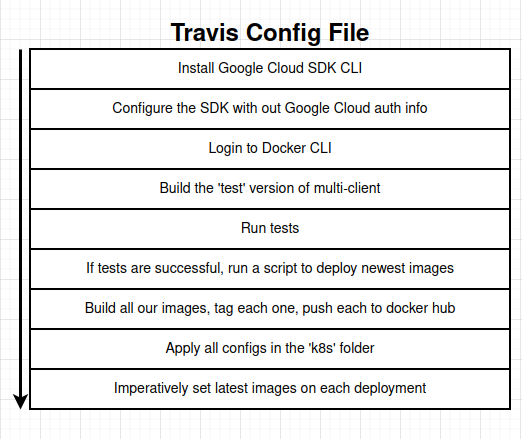 Travis Config File
Install Google Cloud SDK CLI
Configure the SDK with out Google Cloud auth info
Login to Docker CLI
Build the 'test' version of multi-client
Run tests
If tests are successful, run a script to deploy newest images
Build all our images, tag each one, push each to docker hub
Apply all configs in the 'k8s' folder
Imperatively set latest images on each deployment